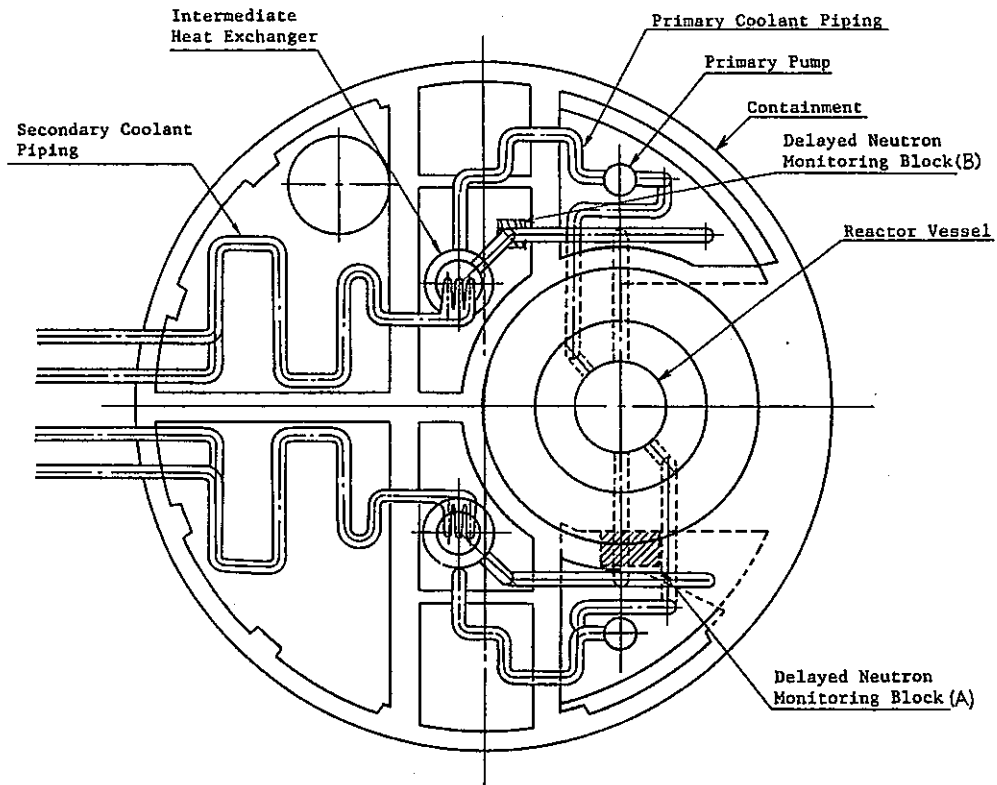 Intermediate
Heat Exchanger
Primary Coolant Piping
Primary Pump
Containment
Secondary Coolant
Piping
Delayed Neutron
Monitoring Block(B)
Reactor Vessel
Delayed Neutron
Monitoring Block(A)